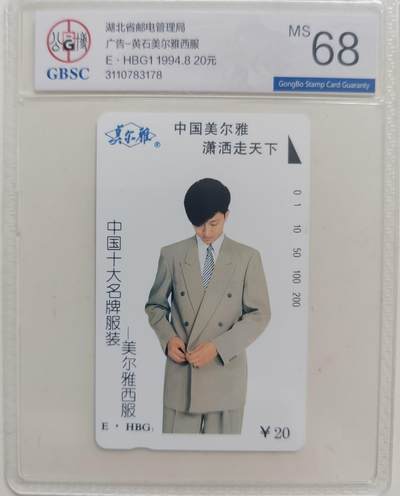 湖北省邮电管理局
广告-黄石美尔雅西服
E·HBG1 1994.8 20元
3110783178
GBSC
MS 68
GongBo Stamp Card Guaranty
美尔雅®
中国美尔雅
潇洒走天下
0 1 10 50 100 200
中国十大名牌服装
—美尔雅西服
E·HBG1
¥20